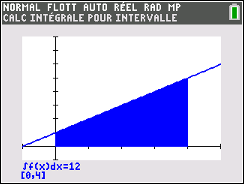 NORMAL FLOTT AUTO RÉEL RAD MP
CALC INTÉGRALE POUR INTERVALLE
∫f(x)dx=12
[0,4]